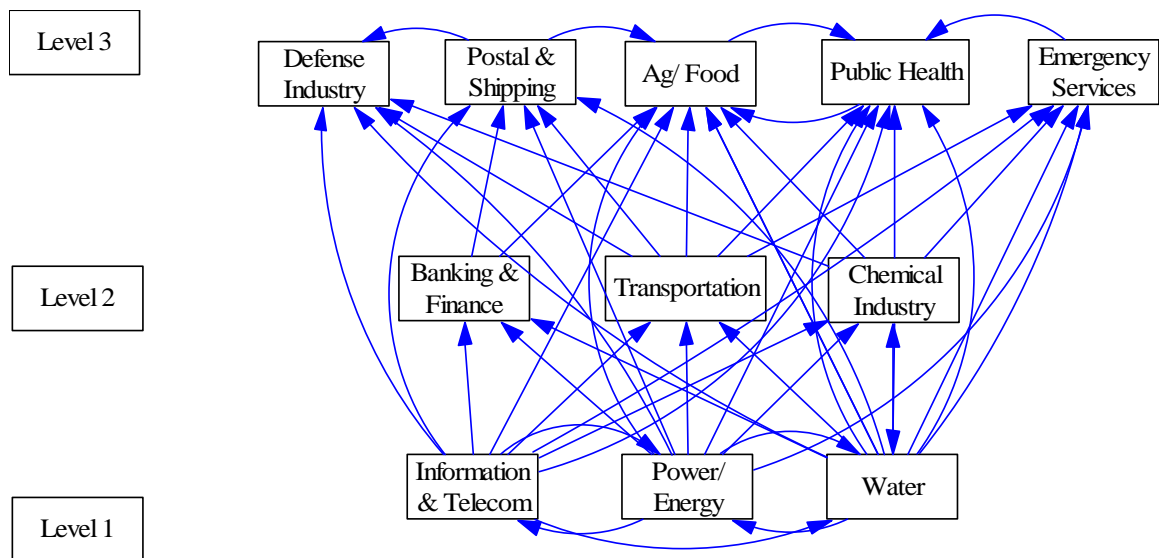 Level 3
Defense
Industry
Postal &
Shipping
Ag/ Food
Public Health
Emergency
Services
Level 2
Banking &
Finance
Transportation
Chemical
Industry
Level 1
Information
& Telecom
Power/
Energy
Water